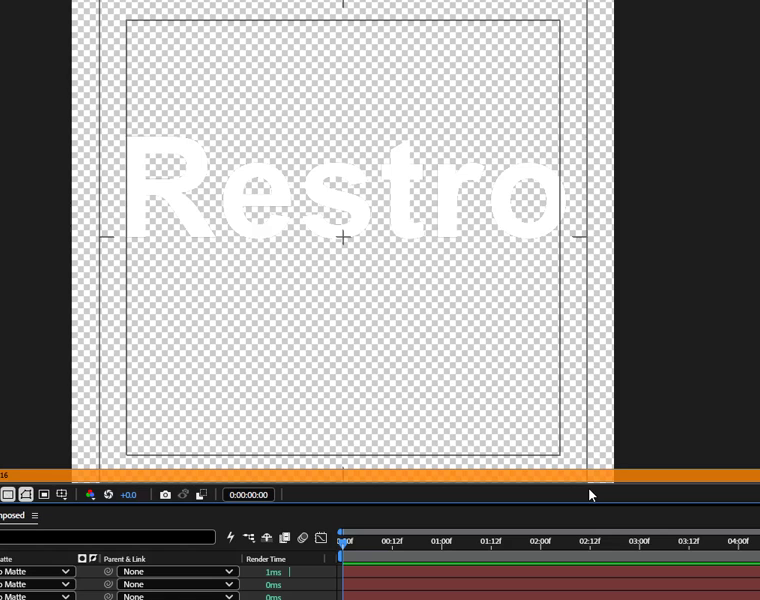 Restro
16
+0.0 0:00:00:00
mposed
:00f 00:12f 01:00f 01:12f 02:00f 02:12f 03:00f 03:12f 04:00f
atte Parent & Link Render Time
o Matte None 1ms
o Matte None 0ms
o Matte None 0ms